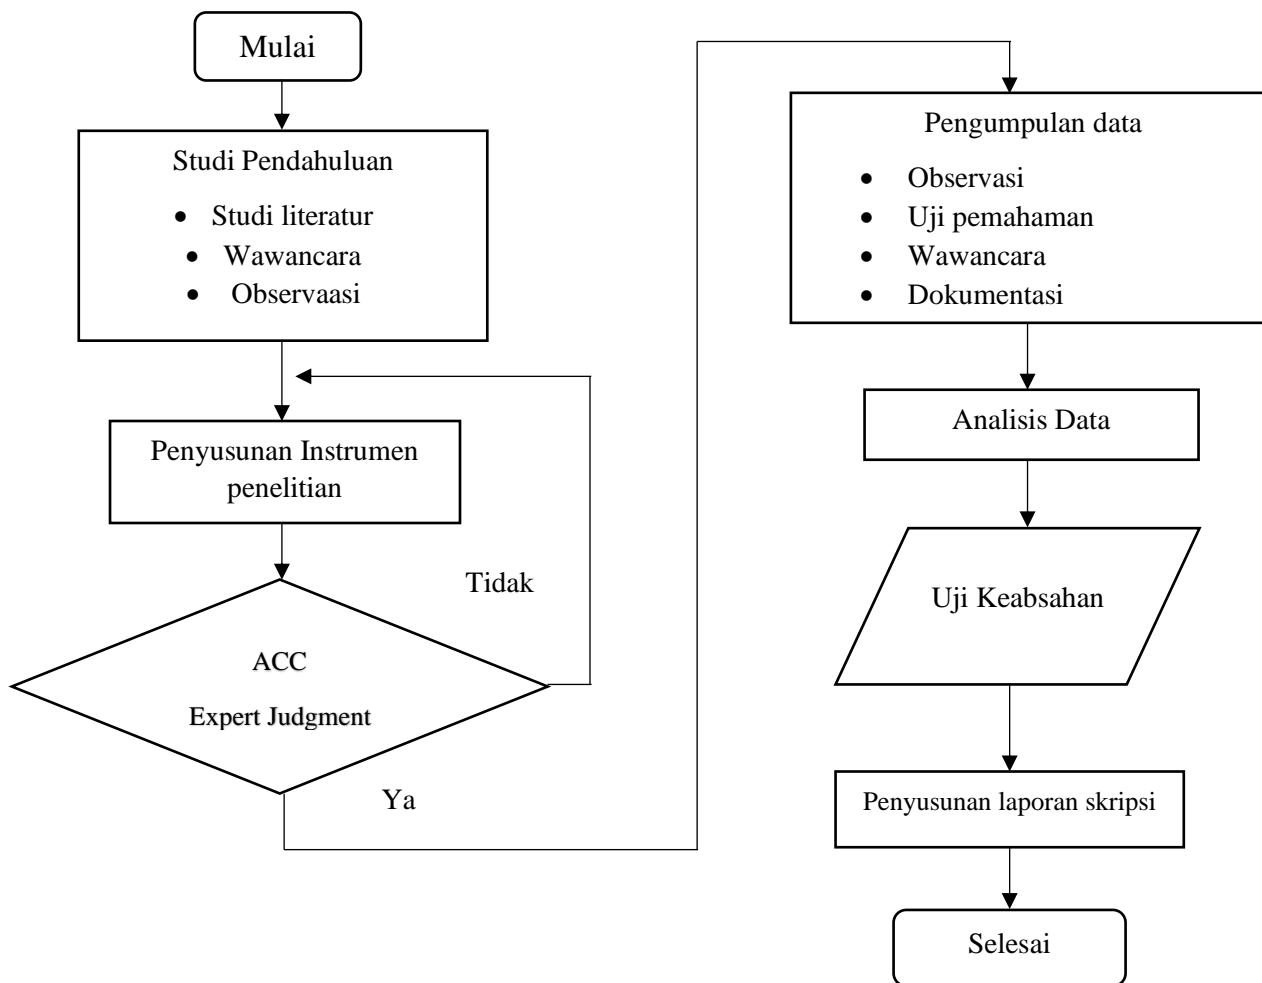 Mulai
Studi Pendahuluan
• Studi literatur
• Wawancara
• Observaasi
Penyusunan Instrumen
penelitian
Tidak
ACC
Expert Judgment
Ya
Pengumpulan data
• Observasi
• Uji pemahaman
• Wawancara
• Dokumentasi
Analisis Data
Uji Keabsahan
Penyusunan laporan skripsi
Selesai